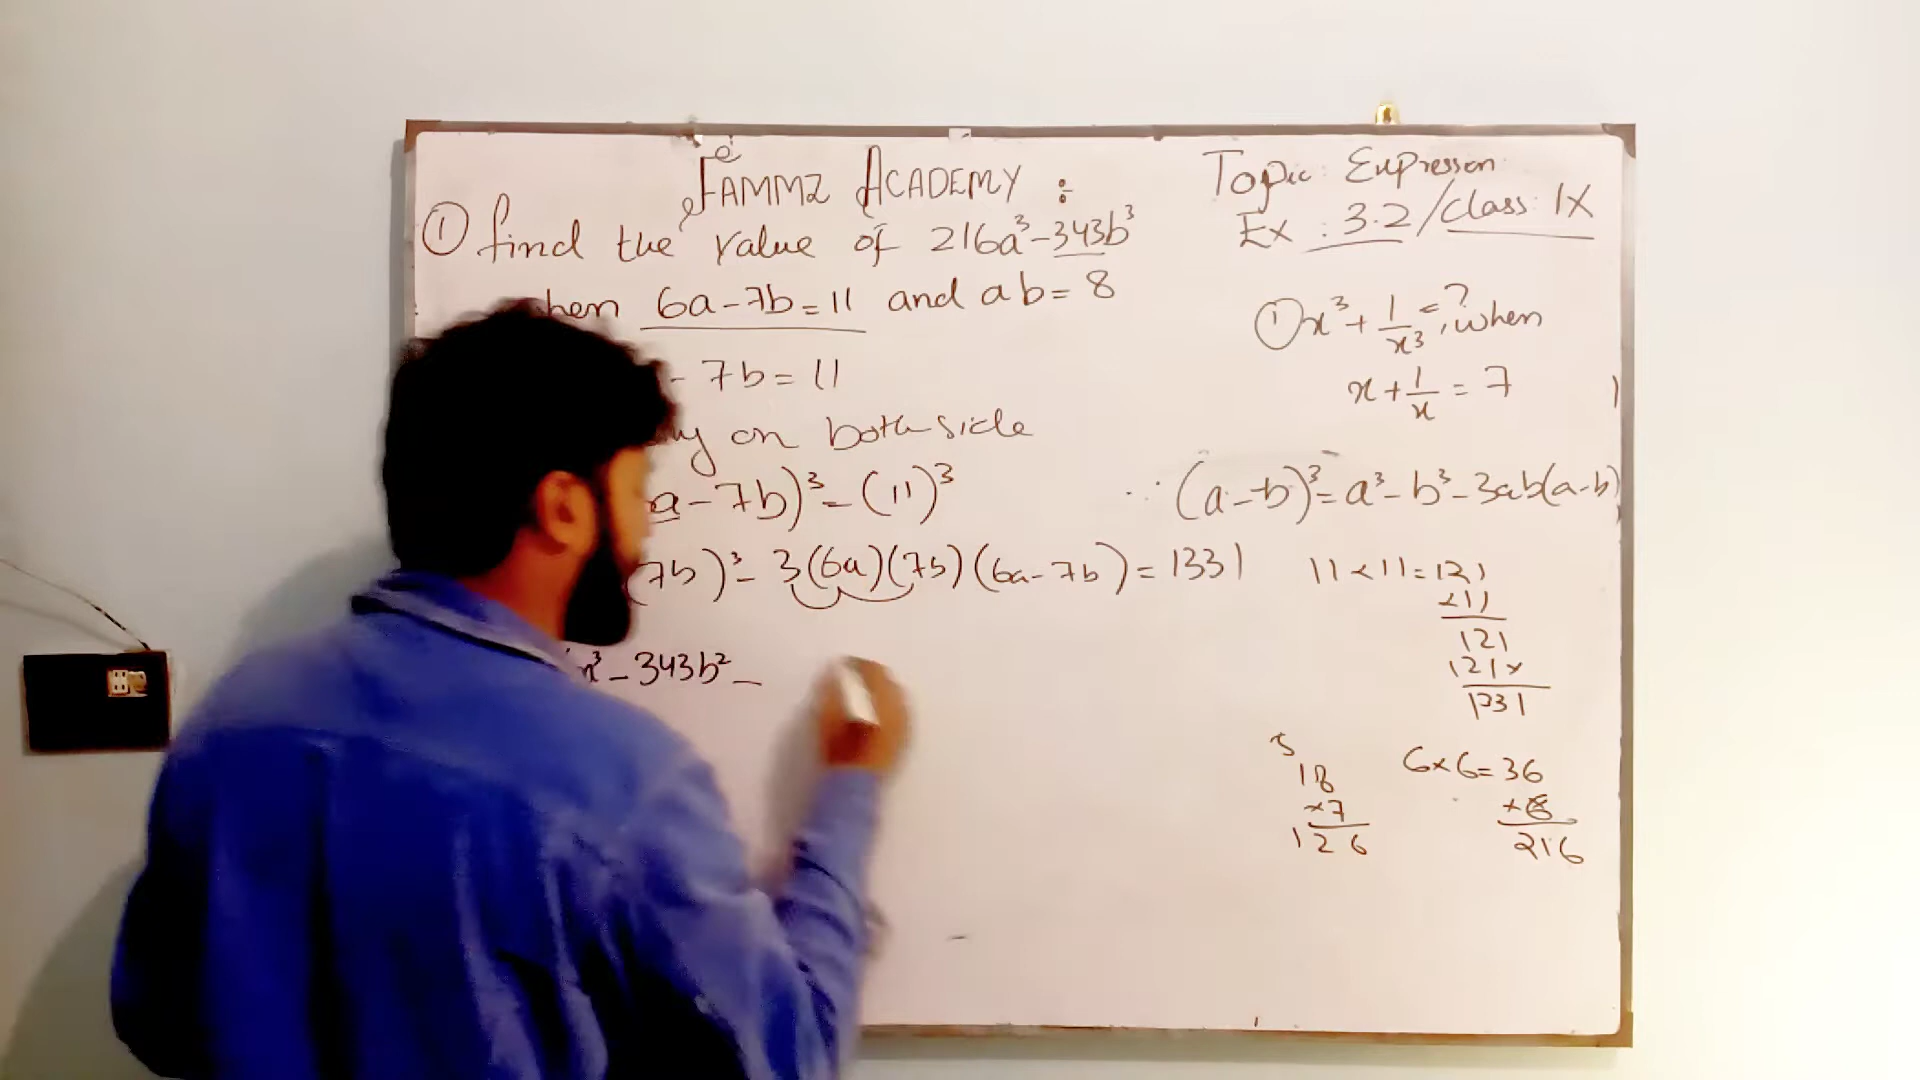 Fammz Academy :
Topic: Expression
Ex : 3.2 / Class: IX
① find the value of 216a³-343b³
hen 6a-7b=11 and ab=8
- 7b = 11
on both side
a-7b)³-(11)³
7b)³- 3(6a)(7b)(6a-7b) = 1331
³-343b²-
① x³+1/x³=?, when
x+1/x=7
∴ (a-b)³=a³-b³-3ab(a-b)
11×11=121
×11
121
121×
1331
5
18
×7
126
6×6=36
216